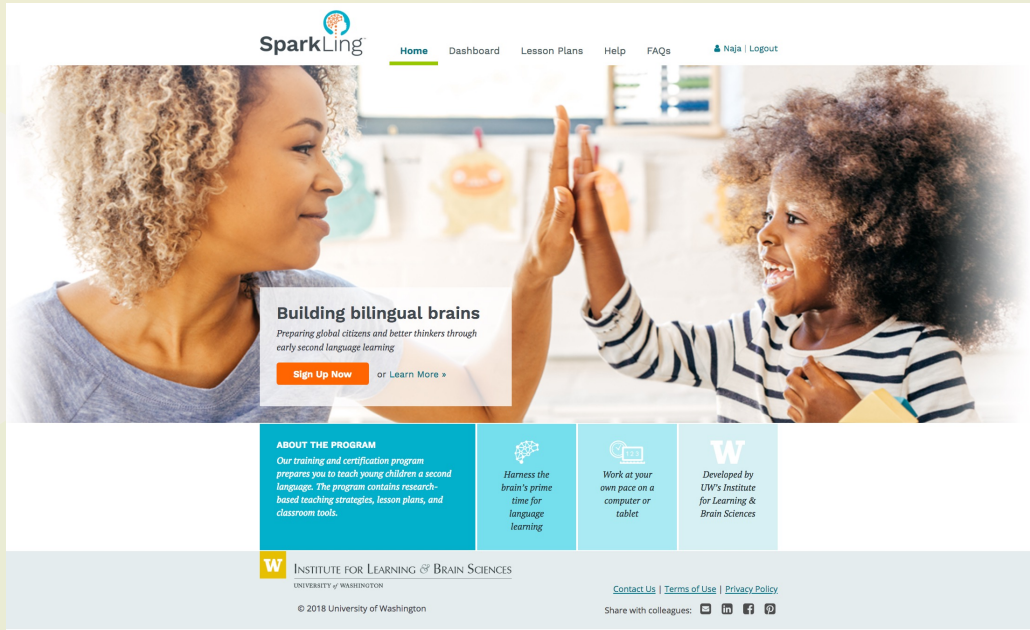 SparkLing
Home Dashboard Lesson Plans Help FAQs
Naja | Logout
Building bilingual brains
Preparing global citizens and better thinkers through
early second language learning
Sign Up Now or Learn More »
ABOUT THE PROGRAM
Our training and certification program
prepares you to teach young children a second
language. The program contains research-
based teaching strategies, lesson plans, and
classroom tools.
Harness the
brain's prime
time for
language
learning
123
Work at your
own pace on a
computer or
tablet
W
Developed by
UW's Institute
for Learning &
Brain Sciences
W
INSTITUTE FOR LEARNING & BRAIN SCIENCES
UNIVERSITY of WASHINGTON
© 2018 University of Washington
Contact Us | Terms of Use | Privacy Policy
Share with colleagues: